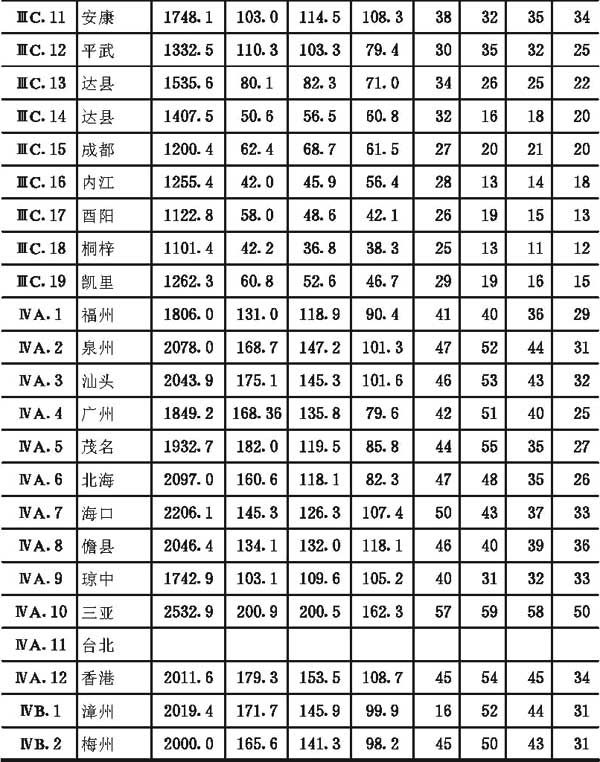 ⅢC.11 安康 1748.1 103.0 114.5 108.3 38 32 35 34
ⅢC.12 平武 1332.5 110.3 103.3 79.4 30 35 32 25
ⅢC.13 达县 1535.6 80.1 82.3 71.0 34 26 25 22
ⅢC.14 达县 1407.5 50.6 56.5 60.8 32 16 18 20
ⅢC.15 成都 1200.4 62.4 68.7 61.5 27 20 21 20
ⅢC.16 内江 1255.4 42.0 45.9 56.4 28 13 14 18
ⅢC.17 酉阳 1122.8 58.0 48.6 42.1 26 19 15 13
ⅢC.18 桐梓 1101.4 42.2 36.8 38.3 25 13 11 12
ⅢC.19 凯里 1262.3 60.8 52.6 46.7 29 19 16 15
ⅣA.1 福州 1806.0 131.0 118.9 90.4 41 40 36 29
ⅣA.2 泉州 2078.0 168.7 147.2 101.3 47 52 44 31
ⅣA.3 汕头 2043.9 175.1 145.3 101.6 46 53 43 32
ⅣA.4 广州 1849.2 168.36 135.8 79.6 42 51 40 25
ⅣA.5 茂名 1932.7 182.0 119.5 85.8 44 55 35 27
ⅣA.6 北海 2097.0 160.6 118.1 82.3 47 48 35 26
ⅣA.7 海口 2206.1 145.3 126.3 107.4 50 43 37 33
ⅣA.8 儋县 2046.4 134.1 132.0 118.1 46 40 39 36
ⅣA.9 琼中 1742.9 103.1 109.6 105.2 40 31 32 33
ⅣA.10 三亚 2532.9 200.9 200.5 162.3 57 59 58 50
ⅣA.11 台北
ⅣA.12 香港 2011.6 179.3 153.5 108.7 45 54 45 34
ⅣB.1 漳州 2019.4 171.7 145.9 99.9 16 52 44 31
ⅣB.2 梅州 2000.0 165.6 141.3 98.2 45 50 43 31